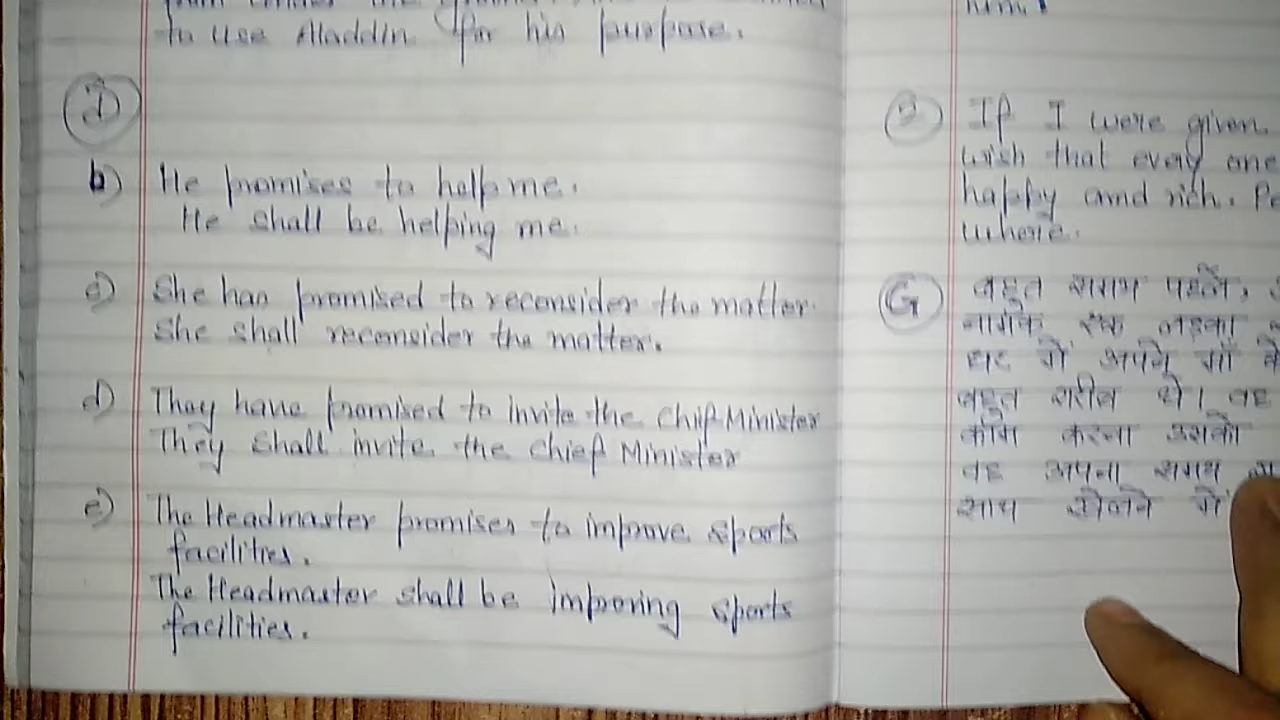 to use Aladdin for his purpose.
b) He promises to help me.
He shall be helping me.
c) She has promised to reconsider the matter.
She shall reconsider the matter.
d) They have promised to invite the Chief Minister
They shall invite the Chief Minister
e) The Headmaster promises to improve sports
facilities.
The Headmaster shall be improving sports
facilities.
him.
If I were given
wish that every one
happy and rich. Pe
where.
G बहुत समय पहले,
नामक एक लड़का
घर में अपने माँ के
बहुत गरीब थे। वह
काम करना उसको
वह अपना समय
साथ खेलने में